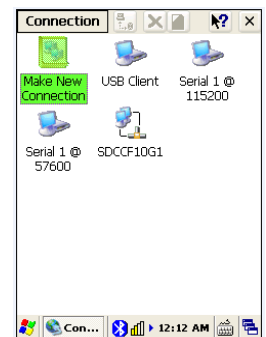 Connection
Make New
Connection
USB Client
Serial 1 @
115200
Serial 1 @
57600
SDCCF10G1
Con...
12:12 AM